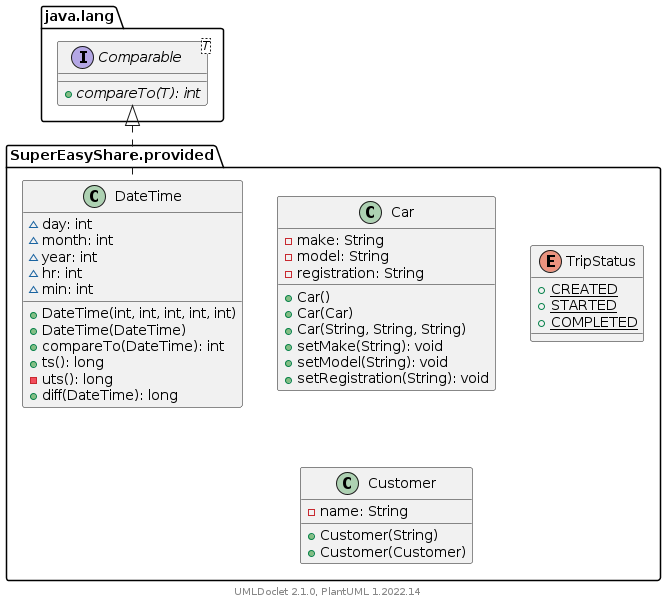 java.lang
I Comparable T
compareTo(T): int
SuperEasyShare.provided
C DateTime
day: int
month: int
year: int
hr: int
min: int
DateTime(int, int, int, int, int)
DateTime(DateTime)
compareTo(DateTime): int
ts(): long
uts(): long
diff(DateTime): long
C Car
make: String
model: String
registration: String
Car()
Car(Car)
Car(String, String, String)
setMake(String): void
setModel(String): void
setRegistration(String): void
E TripStatus
CREATED
STARTED
COMPLETED
C Customer
name: String
Customer(String)
Customer(Customer)
UMLDoclet 2.1.0, PlantUML 1.2022.14